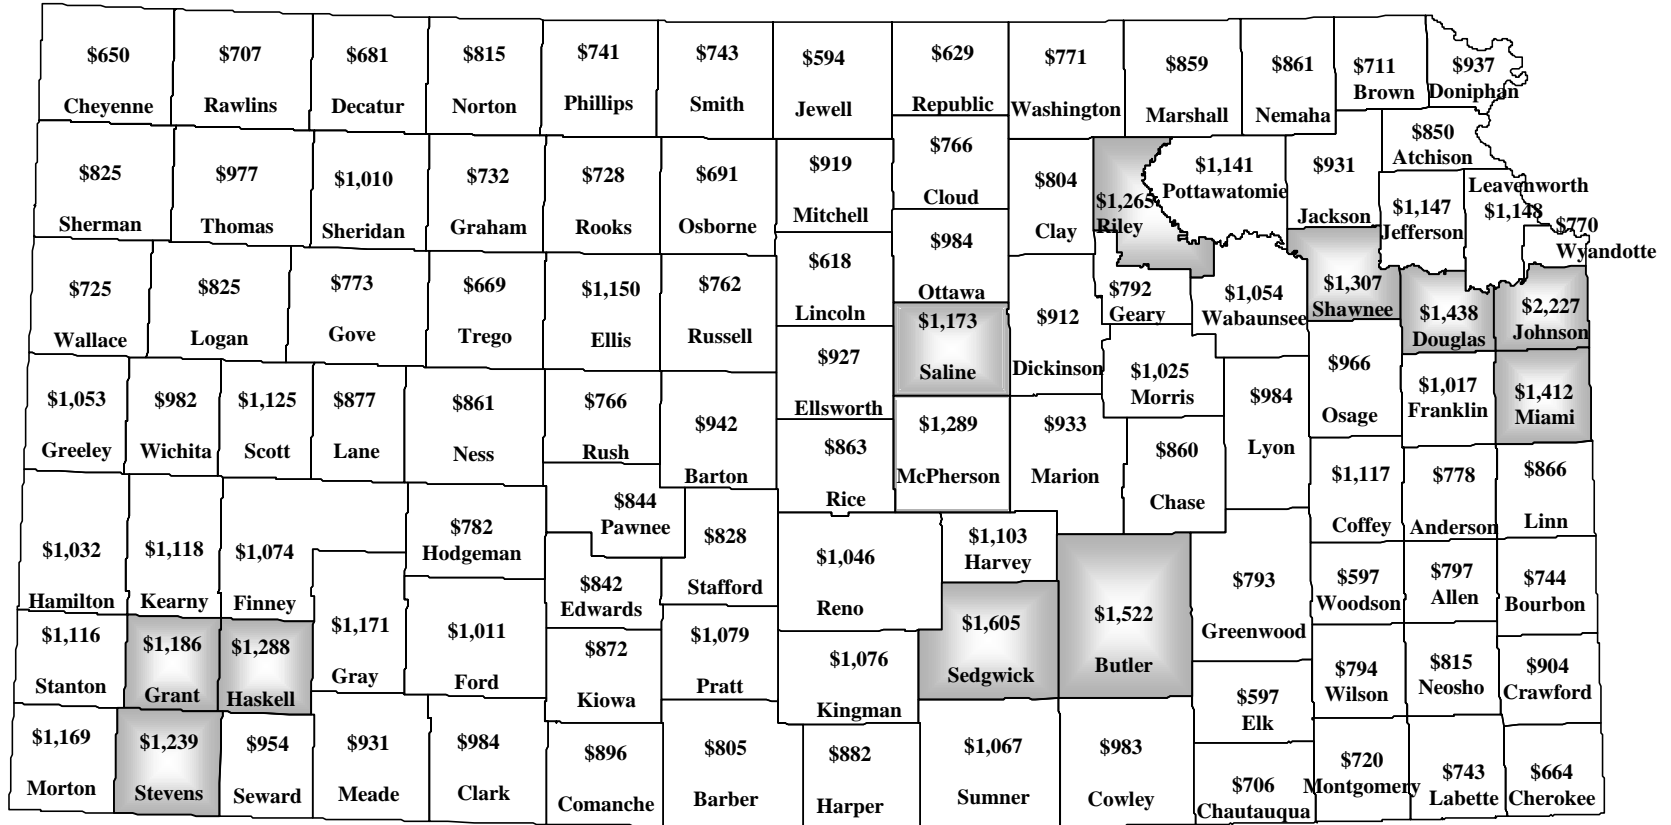 $650
Cheyenne
$707
Rawlins
$681
Decatur
$815
Norton
$741
Phillips
$743
Smith
$594
Jewell
$629
Republic
$771
Washington
$859
Marshall
$861
Nemaha
$711
Brown
$937
Doniphan
$825
Sherman
$977
Thomas
$1,010
Sheridan
$732
Graham
$728
Rooks
$691
Osborne
$919
Mitchell
$766
Cloud
$804
Clay
$1,265
Riley
$1,141
Pottawatomie
$931
Jackson
$850
Atchison
$1,147
Jefferson
Leavenworth
$1,148
$770
Wyandotte
$725
Wallace
$825
Logan
$773
Gove
$669
Trego
$1,150
Ellis
$762
Russell
$618
Lincoln
$984
Ottawa
$1,173
Saline
$912
Dickinson
$792
Geary
$1,054
Wabaunsee
$1,307
Shawnee
$1,438
Douglas
$2,227
Johnson
$1,053
Greeley
$982
Wichita
$1,125
Scott
$877
Lane
$861
Ness
$766
Rush
$942
Barton
$927
Ellsworth
$863
Rice
$1,289
McPherson
$933
Marion
$1,025
Morris
$860
Chase
$984
Lyon
$966
Osage
$1,017
Franklin
$1,412
Miami
$1,117
Coffey
$778
Anderson
$866
Linn
$1,032
Hamilton
$1,118
Kearny
$1,074
Finney
$782
Hodgeman
$844
Pawnee
$842
Edwards
$828
Stafford
$1,046
Reno
$1,103
Harvey
$1,605
Sedgwick
$1,522
Butler
$793
Greenwood
$597
Woodson
$797
Allen
$744
Bourbon
$1,116
Stanton
$1,186
Grant
$1,288
Haskell
$1,171
Gray
$1,011
Ford
$872
Kiowa
$1,079
Pratt
$1,076
Kingman
$597
Elk
$794
Wilson
$815
Neosho
$904
Crawford
$1,169
Morton
$1,239
Stevens
$954
Seward
$931
Meade
$984
Clark
$896
Comanche
$805
Barber
$882
Harper
$1,067
Sumner
$983
Cowley
$706
Chautauqua
$720
Montgomery
$743
Labette
$664
Cherokee